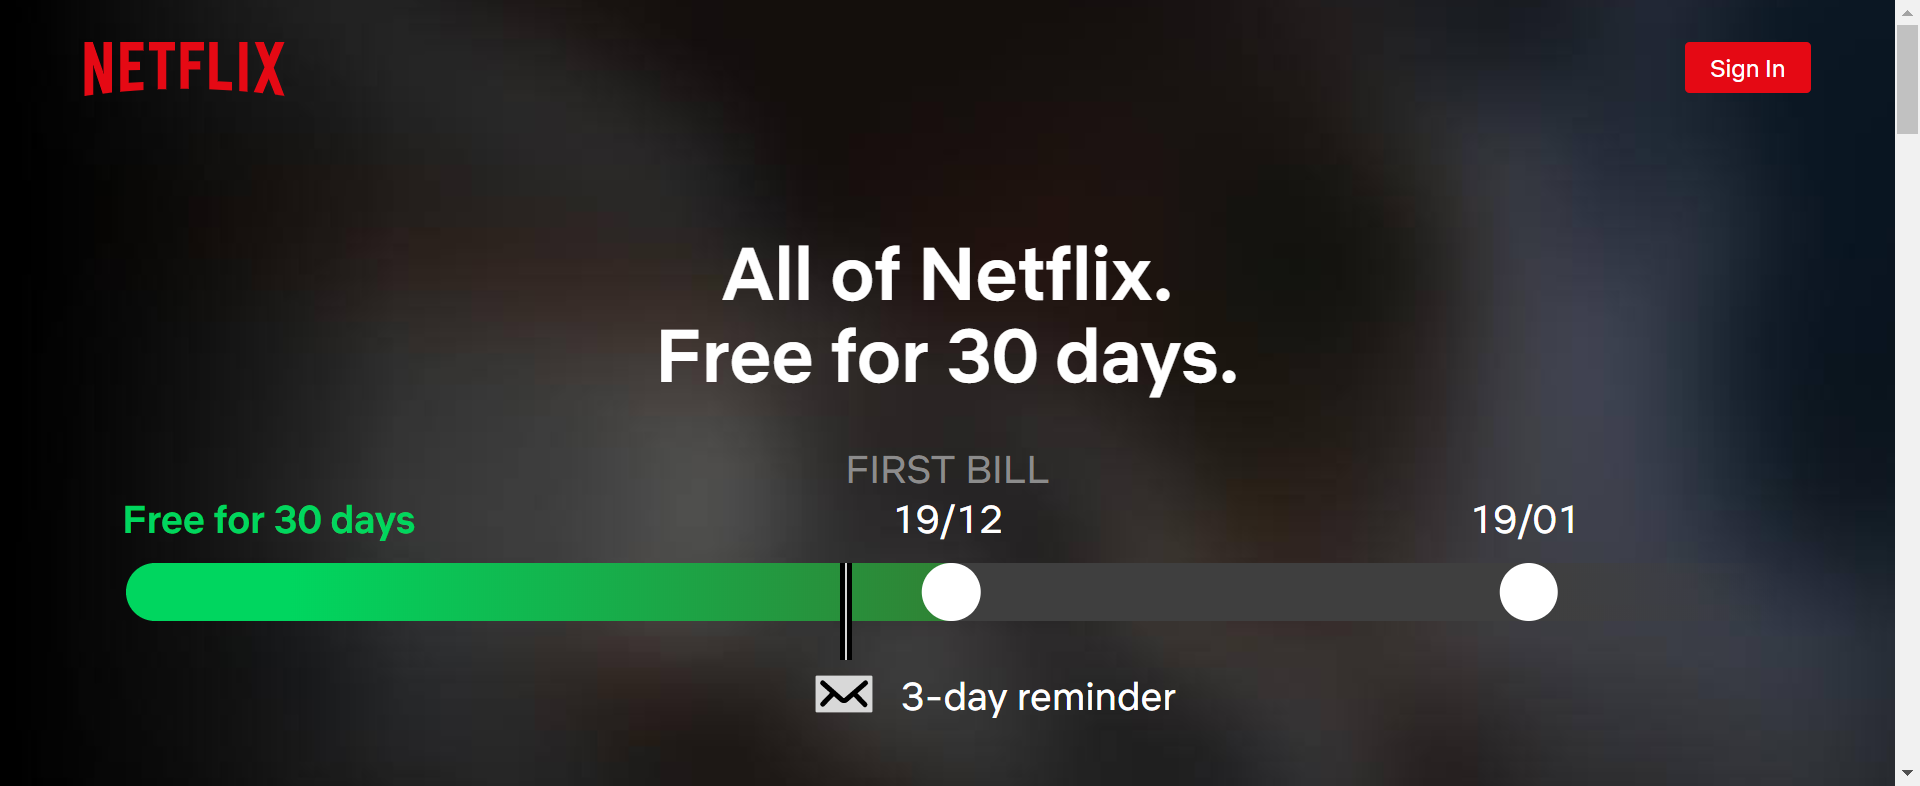 NETFLIX
Sign In
All of Netflix.
Free for 30 days.
FIRST BILL
Free for 30 days
19/12
19/01
3-day reminder